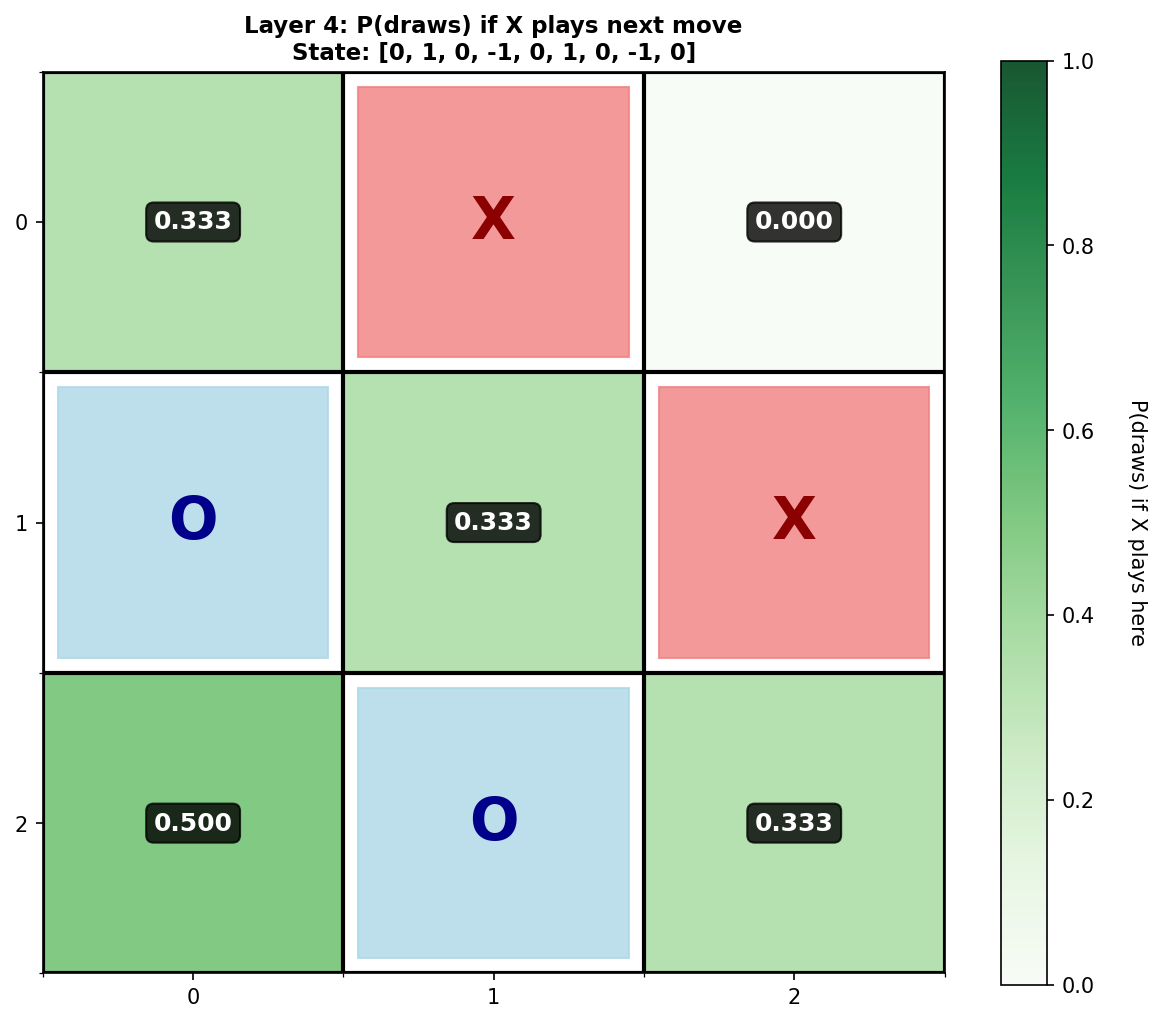 Layer 4: P(draws) if X plays next move
State: [0, 1, 0, -1, 0, 1, 0, -1, 0]
0.333
X
0.000
O
0.333
X
0.500
O
0.333
0
1
2
0
1
2
1.0
0.8
0.6
0.4
0.2
0.0
P(draws) if X plays here